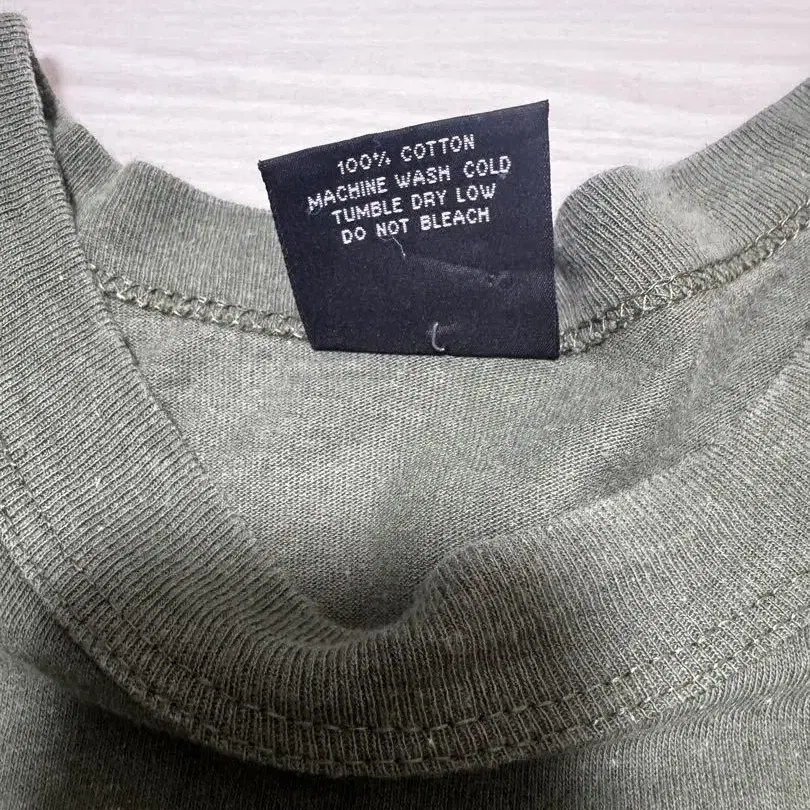 100% COTTON
MACHINE WASH COLD
TUMBLE DRY LOW
DO NOT BLEACH